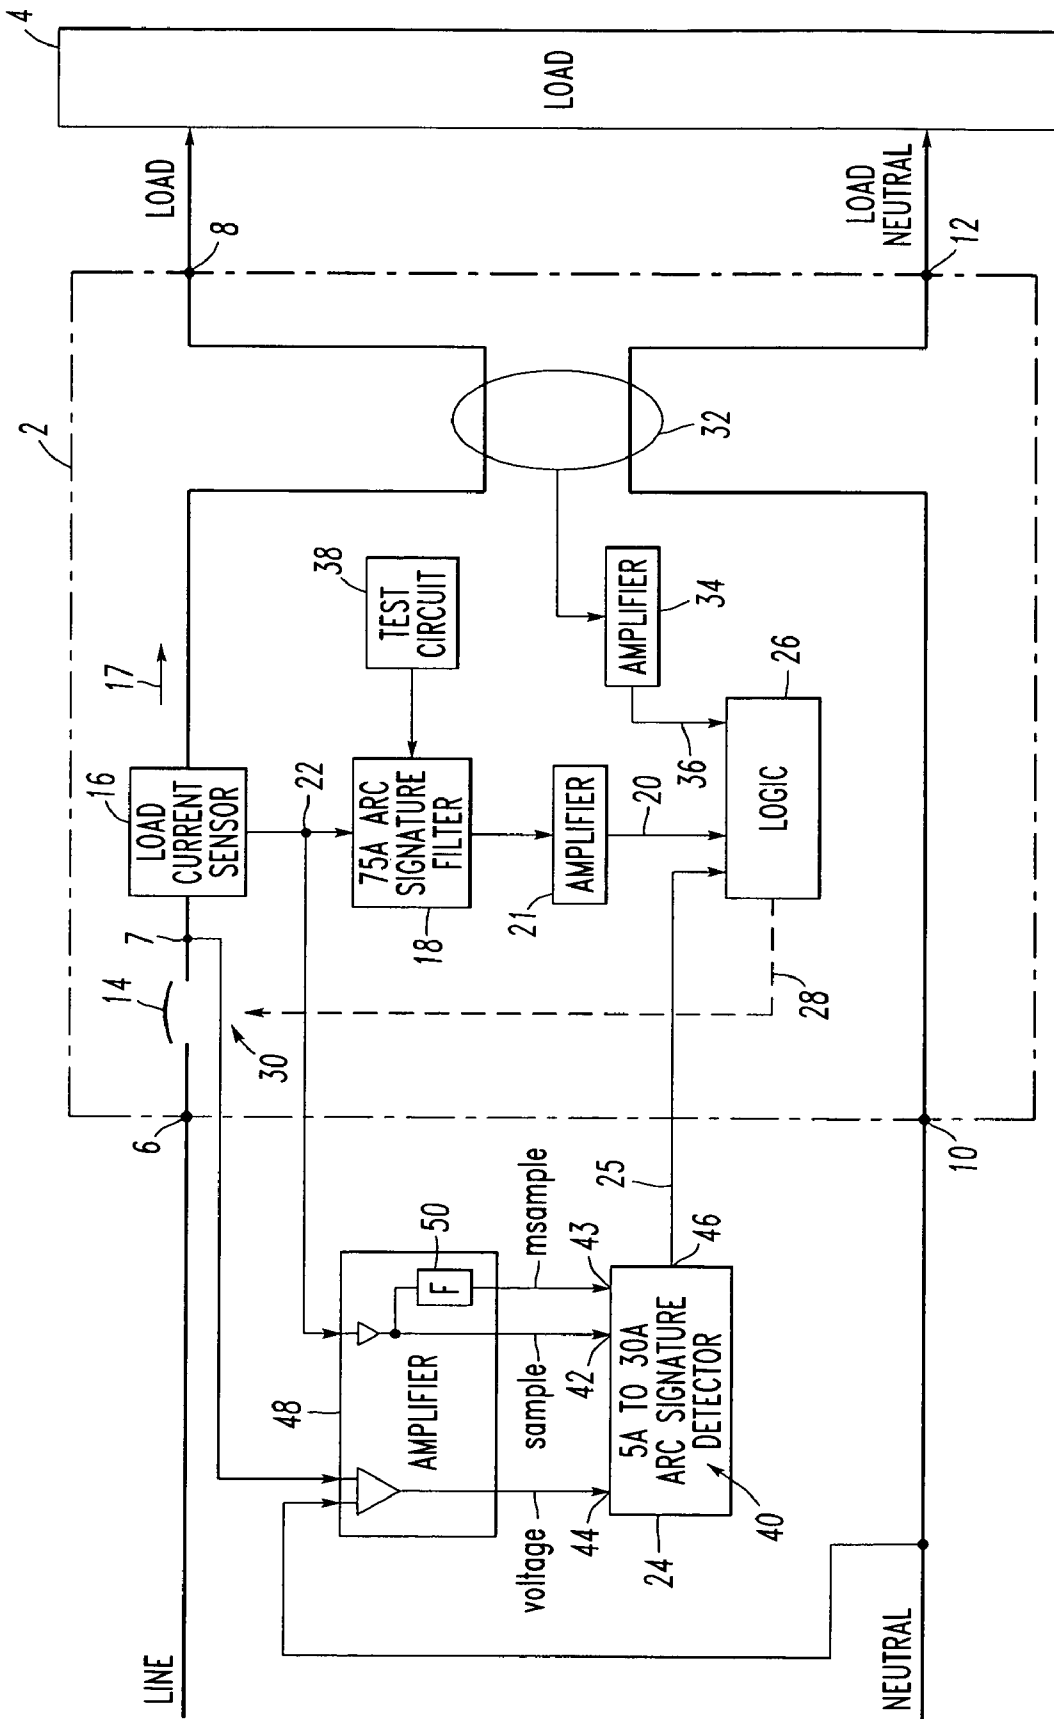 LINE
NEUTRAL
6
14
7
16
LOAD
CURRENT
SENSOR
17
2
8
LOAD
4
LOAD
30
22
48
AMPLIFIER
F
50
voltage
sample
msample
44
42
43
5A TO 30A
ARC SIGNATURE
DETECTOR
46
24
40
25
75A ARC
SIGNATURE
FILTER
18
TEST
CIRCUIT
38
AMPLIFIER
21
20
AMPLIFIER
34
36
LOGIC
26
28
32
10
12
LOAD
NEUTRAL